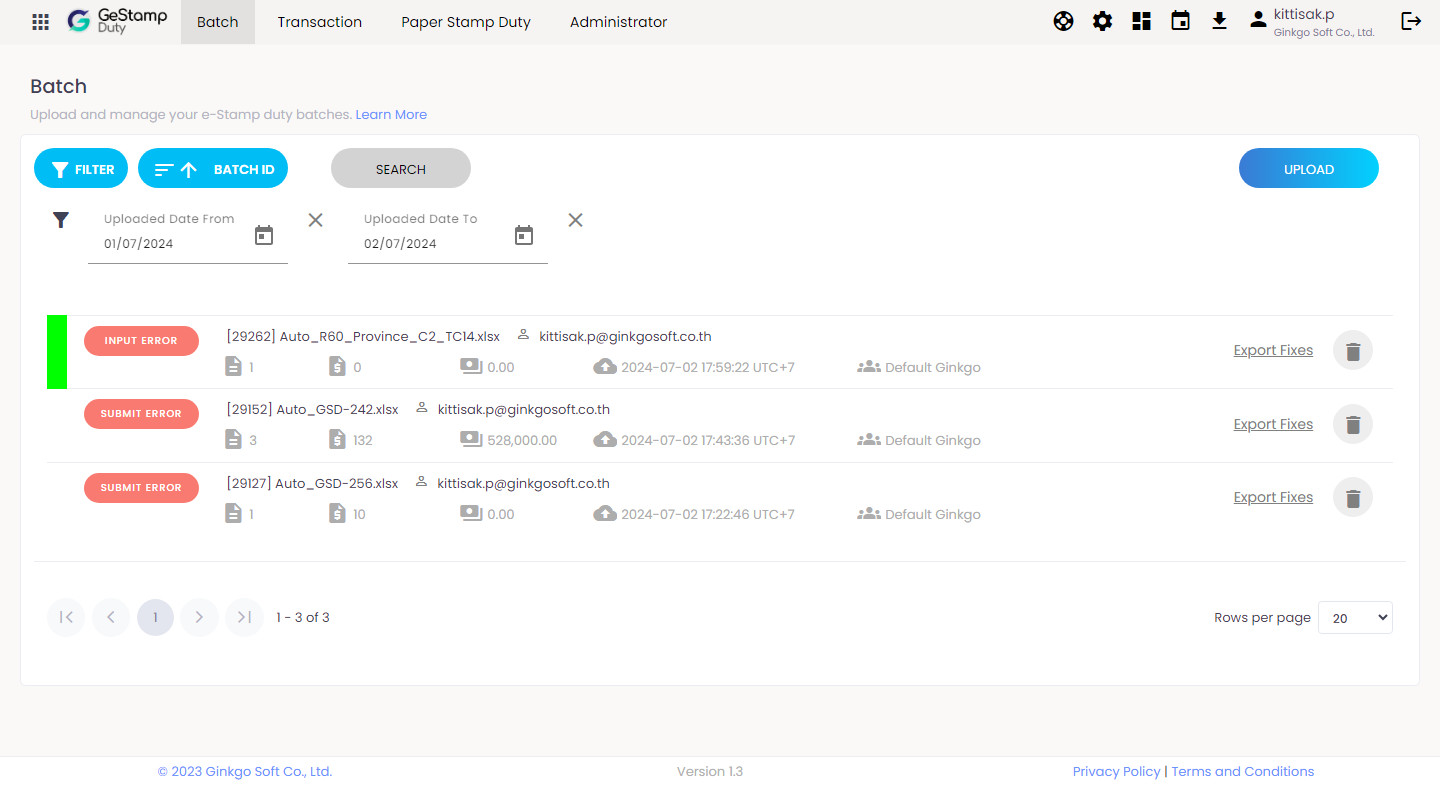 GeStamp Duty Batch Transaction Paper Stamp Duty Administrator kittisak.p
Ginkgo Soft Co., Ltd.
Batch
Upload and manage your e-Stamp duty batches. Learn More
FILTER BATCH ID SEARCH UPLOAD
Uploaded Date From Uploaded Date To
01/07/2024 02/07/2024
INPUT ERROR [29262] Auto_R60_Province_C2_TC14.xlsx kittisak.p@ginkgosoft.co.th
Export Fixes
1 0 0.00 2024-07-02 17:59:22 UTC+7 Default Ginkgo
SUBMIT ERROR [29152] Auto_GSD-242.xlsx kittisak.p@ginkgosoft.co.th
Export Fixes
3 132 528,000.00 2024-07-02 17:43:36 UTC+7 Default Ginkgo
SUBMIT ERROR [29127] Auto_GSD-256.xlsx kittisak.p@ginkgosoft.co.th
Export Fixes
1 10 0.00 2024-07-02 17:22:46 UTC+7 Default Ginkgo
1 1 - 3 of 3 Rows per page 20
© 2023 Ginkgo Soft Co., Ltd. Version 1.3 Privacy Policy | Terms and Conditions